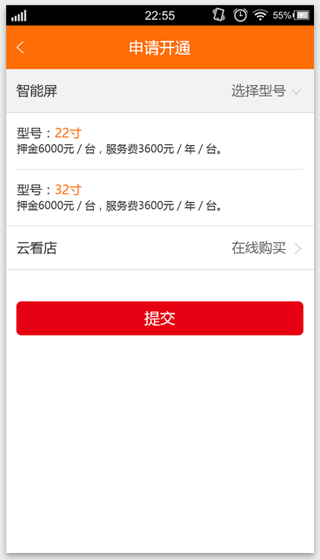 22:55
55%
申请开通
智能屏
选择型号
型号：22寸
押金6000元 / 台，服务费3600元 / 年 / 台。
型号：32寸
押金6000元 / 台，服务费3600元 / 年 / 台。
云看店
在线购买
提交